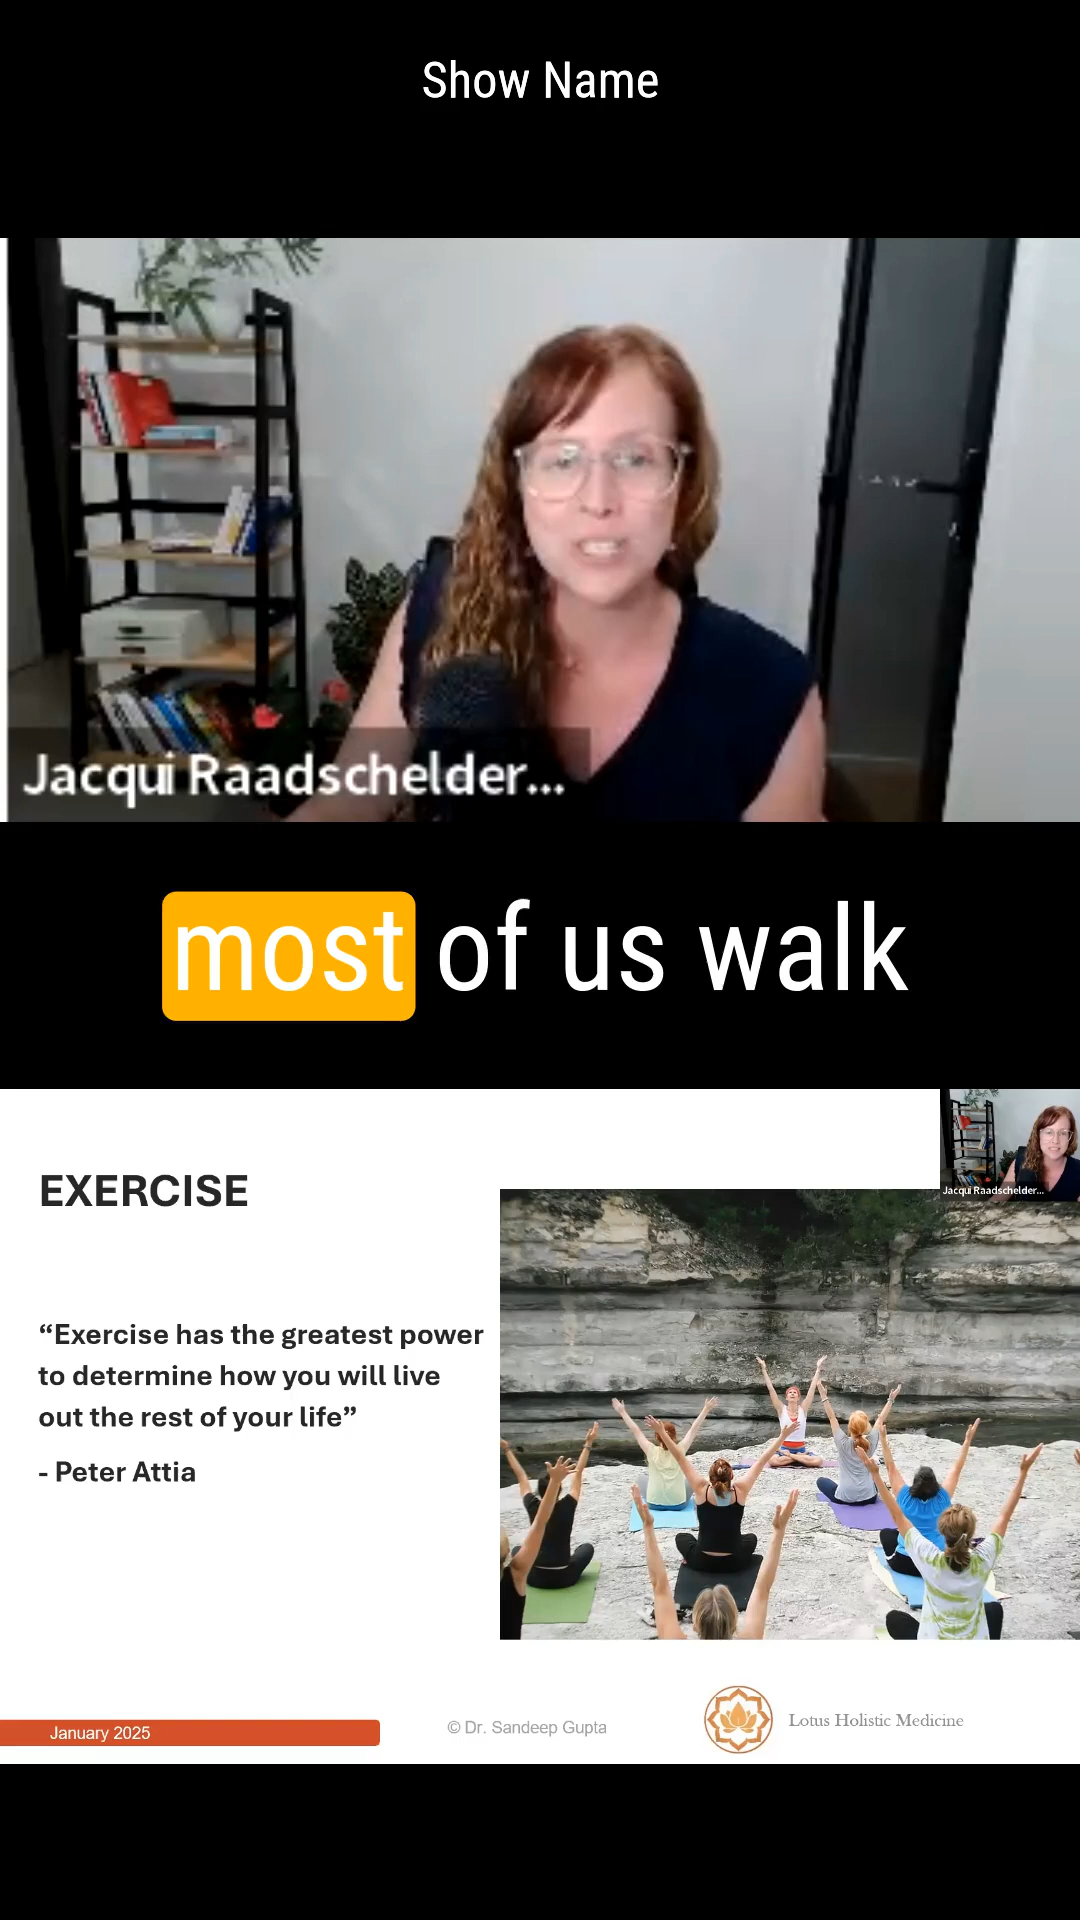 Show Name
Jacqui Raadschelder...
most of us walk
Jacqui Raadschelder...
EXERCISE
“Exercise has the greatest power
to determine how you will live
out the rest of your life”
- Peter Attia
January 2025
© Dr. Sandeep Gupta
Lotus Holistic Medicine